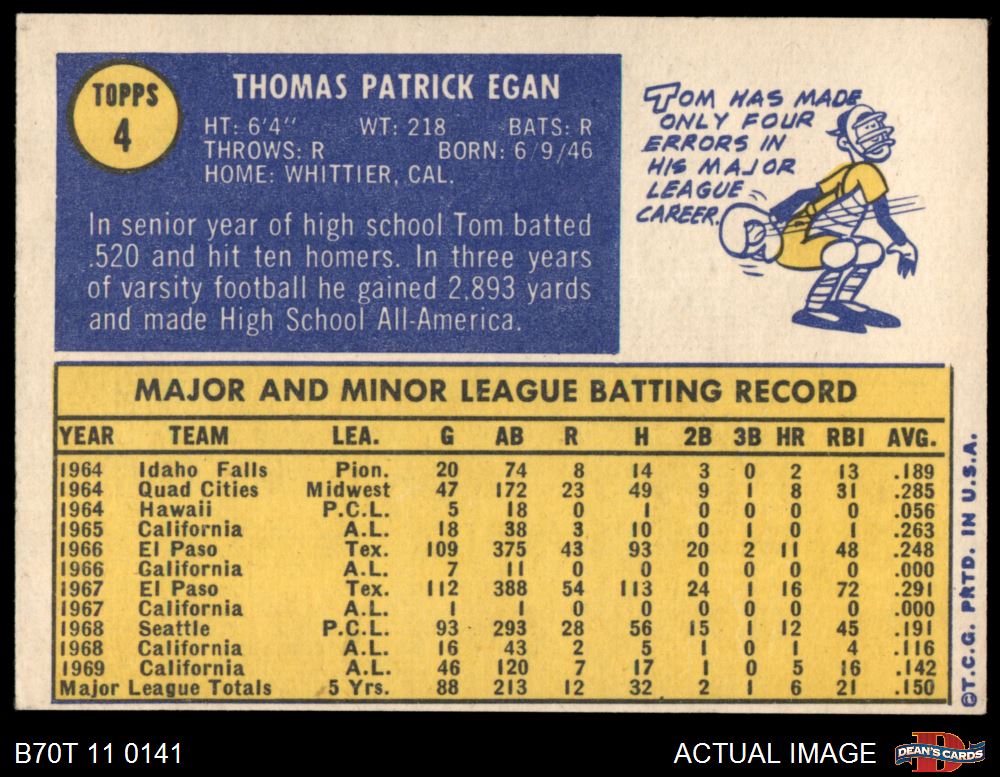 TOPPS
4
THOMAS PATRICK EGAN
HT: 6'4" WT: 218 BATS: R
THROWS: R BORN: 6/9/46
HOME: WHITTIER, CAL.
In senior year of high school Tom batted
.520 and hit ten homers. In three years
of varsity football he gained 2,893 yards
and made High School All-America.
TOM HAS MADE
ONLY FOUR
ERRORS IN
HIS MAJOR
LEAGUE
CAREER.
MAJOR AND MINOR LEAGUE BATTING RECORD
YEAR TEAM LEA. G AB R H 2B 3B HR RBI AVG.
1964 Idaho Falls Pion. 20 74 8 14 3 0 2 13 .189
1964 Quad Cities Midwest 47 172 23 49 9 1 8 31 .285
1964 Hawaii P.C.L. 5 18 0 1 0 0 0 0 .056
1965 California A.L. 18 38 3 10 0 1 0 1 .263
1966 El Paso Tex. 109 375 43 93 20 2 11 48 .248
1966 California A.L. 7 11 0 0 0 0 0 0 .000
1967 El Paso Tex. 112 388 54 113 24 1 16 72 .291
1967 California A.L. 1 1 0 0 0 0 0 0 .000
1968 Seattle P.C.L. 93 293 28 56 15 1 12 45 .191
1968 California A.L. 16 43 2 5 1 0 1 4 .116
1969 California A.L. 46 120 7 17 1 0 5 16 .142
Major League Totals 5 Yrs. 88 213 12 32 2 1 6 21 .150
©T.C.G. PRTD. IN U.S.A.
B70T 11 0141
ACTUAL IMAGE
D
DEAN'S CARDS